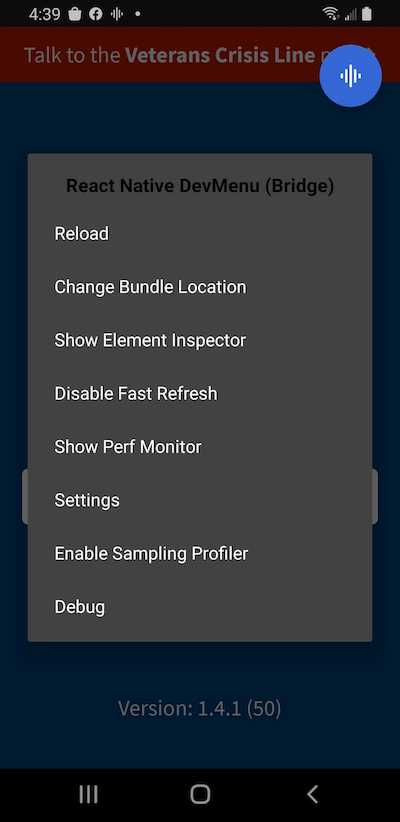 4:39
Talk to the Veterans Crisis Line
React Native DevMenu (Bridge)
Reload
Change Bundle Location
Show Element Inspector
Disable Fast Refresh
Show Perf Monitor
Settings
Enable Sampling Profiler
Debug
Version: 1.4.1 (50)